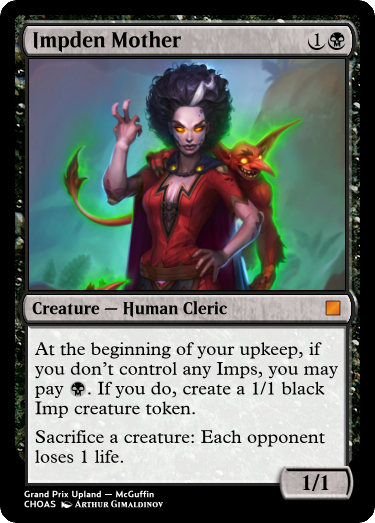 Impden Mother 1
Creature — Human Cleric
At the beginning of your upkeep, if
you don't control any Imps, you may
pay . If you do, create a 1/1 black
Imp creature token.
Sacrifice a creature: Each opponent
loses 1 life.
1/1
Grand Prix Upland — McGuffin
CHOAS Arthur Gimaldinov